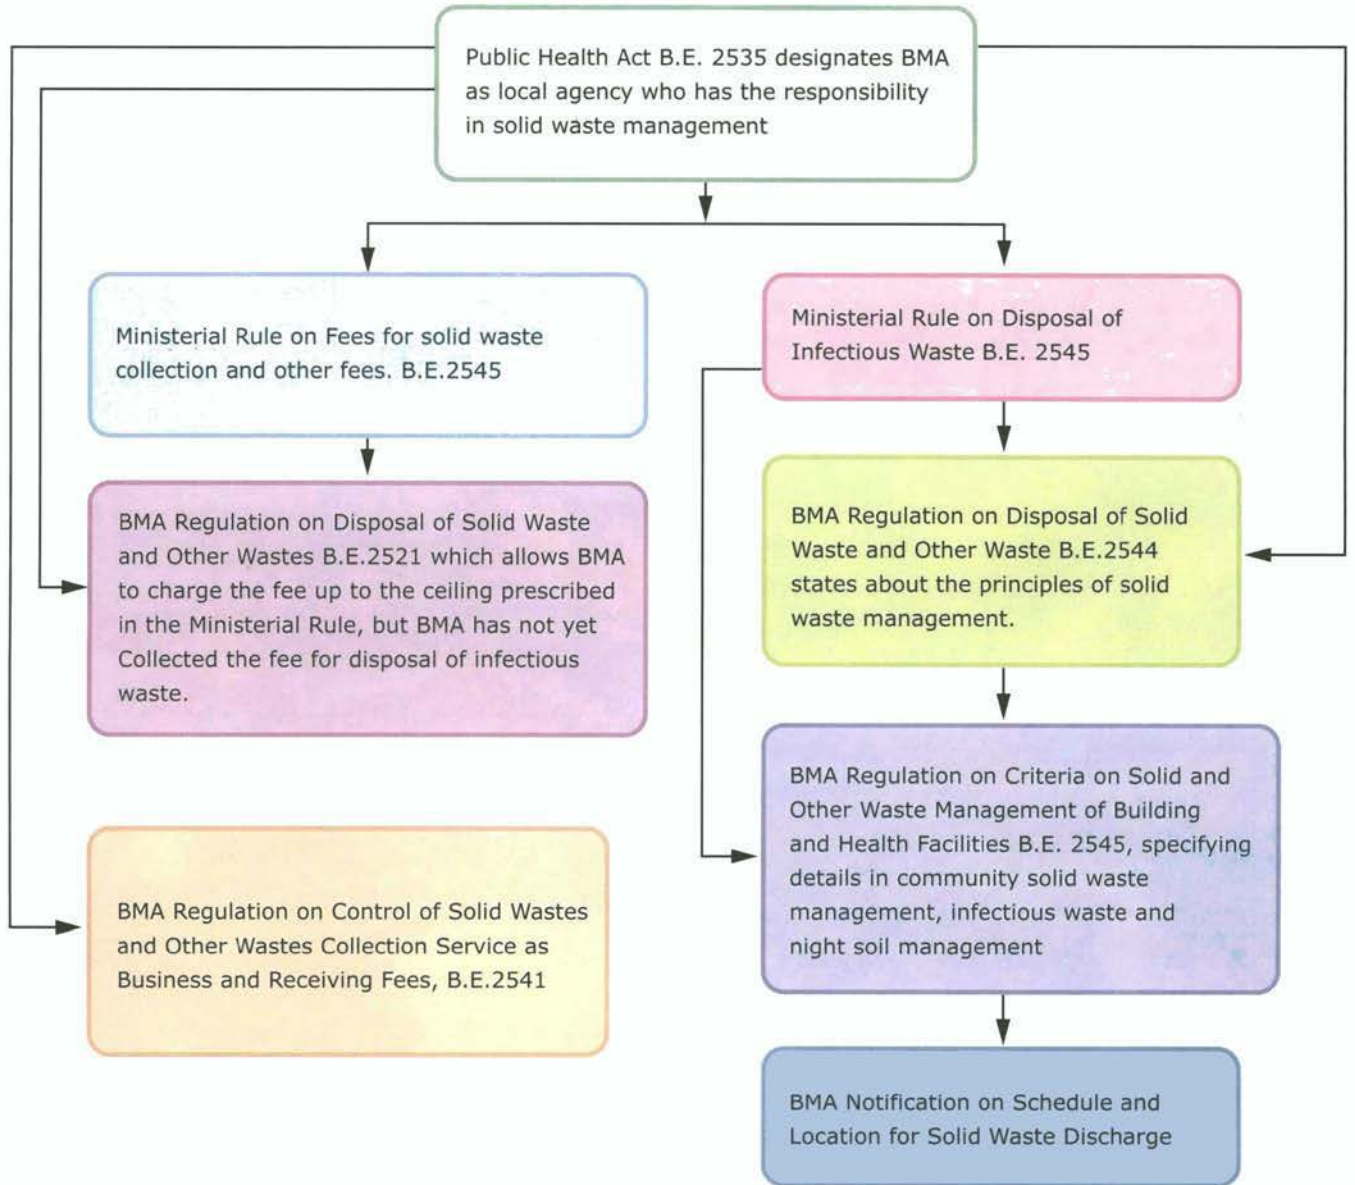 Public Health Act B.E. 2535 designates BMA
as local agency who has the responsibility
in solid waste management
Ministerial Rule on Fees for solid waste
collection and other fees. B.E.2545
Ministerial Rule on Disposal of
Infectious Waste B.E. 2545
BMA Regulation on Disposal of Solid Waste
and Other Wastes B.E.2521 which allows BMA
to charge the fee up to the ceiling prescribed
in the Ministerial Rule, but BMA has not yet
Collected the fee for disposal of infectious
waste.
BMA Regulation on Disposal of Solid
Waste and Other Waste B.E.2544
states about the principles of solid
waste management.
BMA Regulation on Control of Solid Wastes
and Other Wastes Collection Service as
Business and Receiving Fees, B.E.2541
BMA Regulation on Criteria on Solid and
Other Waste Management of Building
and Health Facilities B.E. 2545, specifying
details in community solid waste
management, infectious waste and
night soil management
BMA Notification on Schedule and
Location for Solid Waste Discharge